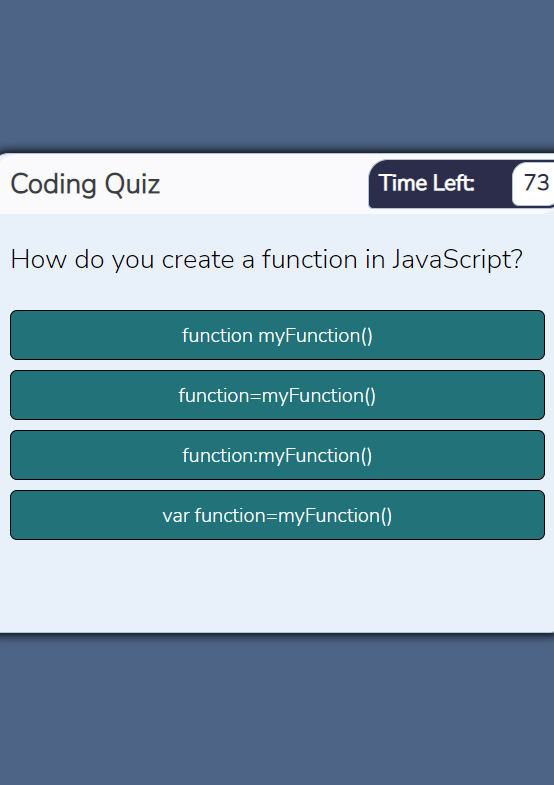 Coding Quiz
Time Left:
73
How do you create a function in JavaScript?
function myFunction()
function=myFunction()
function:myFunction()
var function=myFunction()